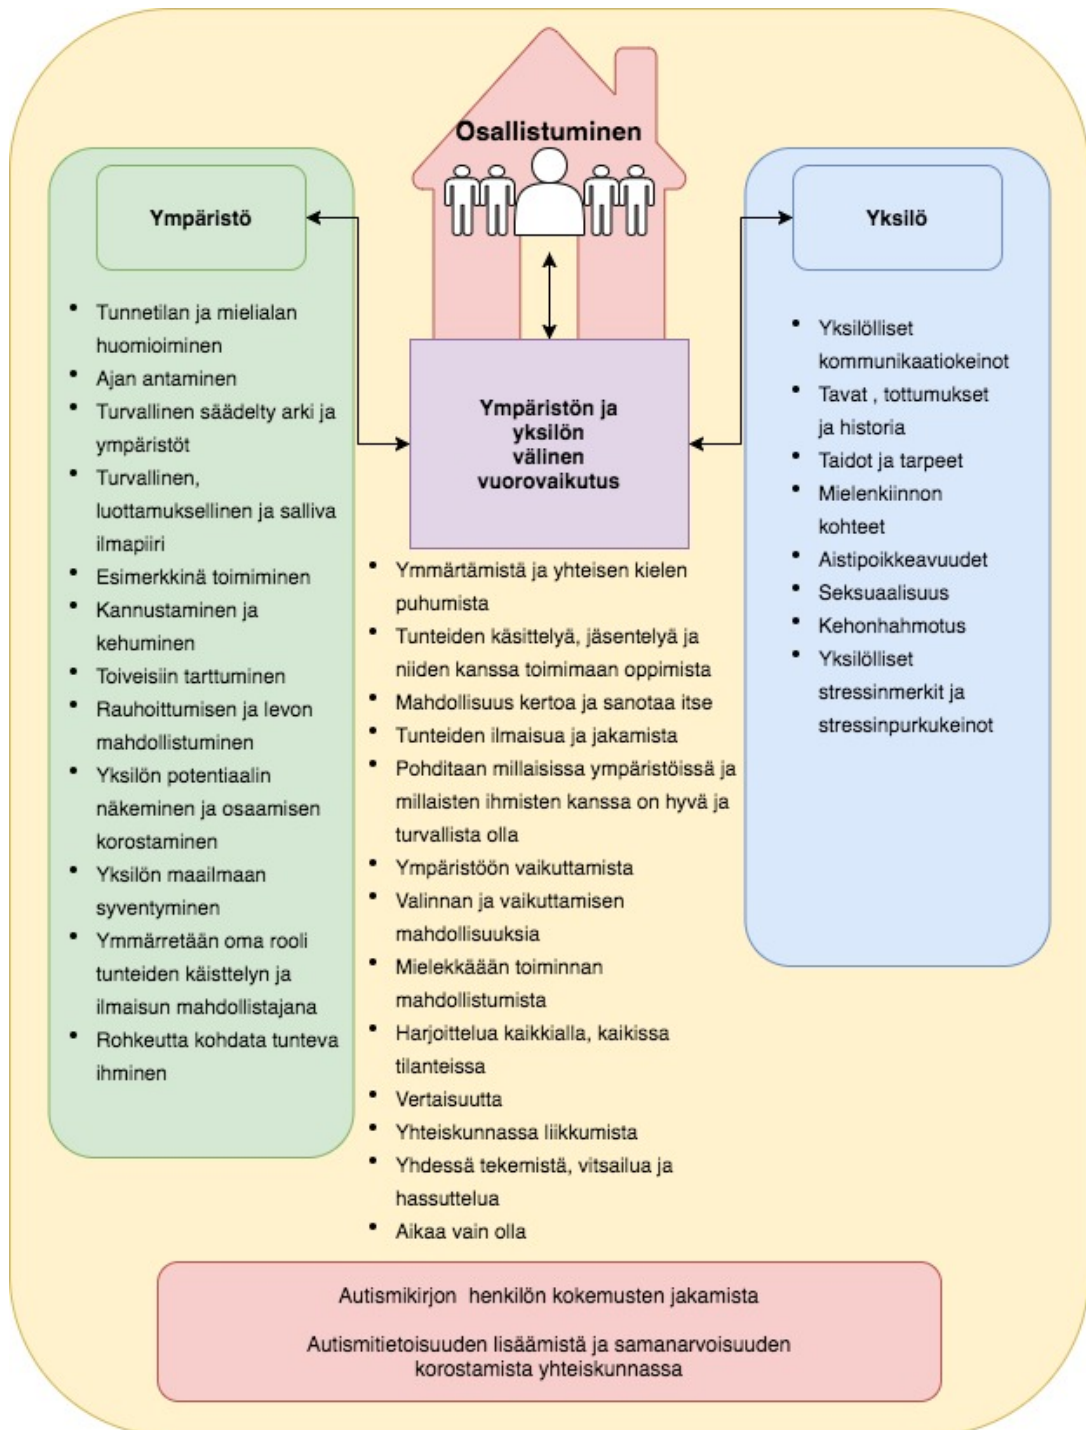 Osallistuminen
Ympäristö
• Tunnetilan ja mielialan
huomioiminen
• Ajan antaminen
• Turvallinen säädelty arki ja
ympäristöt
• Turvallinen,
luottamuksellinen ja salliva
ilmapiiri
• Esimerkkinä toimiminen
• Kannustaminen ja
kehuminen
• Toiveisiin tarttuminen
• Rauhoittumisen ja levon
mahdollistuminen
• Yksilön potentiaalin
näkeminen ja osaamisen
korostaminen
• Yksilön maailmaan
syventyminen
• Ymmärretään oma rooli
tunteiden käisttelyn ja
ilmaisun mahdollistajana
• Rohkeutta kohdata tunteva
ihminen
Ympäristön ja
yksilön
välinen
vuorovaikutus
• Ymmärtämistä ja yhteisen kielen
puhumista
• Tunteiden käsittelyä, jäsentelyä ja
niiden kanssa toimimaan oppimista
• Mahdollisuus kertoa ja sanotaa itse
• Tunteiden ilmaisua ja jakamista
• Pohditaan millaisissa ympäristöissä ja
millaisten ihmisten kanssa on hyvä ja
turvallista olla
• Ympäristöön vaikuttamista
• Valinnan ja vaikuttamisen
mahdollisuuksia
• Mielekkäään toiminnan
mahdollistumista
• Harjoittelua kaikkialla, kaikissa
tilanteissa
• Vertaisuutta
• Yhteiskunnassa liikkumista
• Yhdessä tekemistä, vitsailua ja
hassuttelua
• Aikaa vain olla
Yksilö
• Yksilölliset
kommunikaatiokeinot
• Tavat , tottumukset
ja historia
• Taidot ja tarpeet
• Mielenkiinnon
kohteet
• Aistipoikkeavuudet
• Seksuaalisuus
• Kehonhahmotus
• Yksilölliset
stressinmerkit ja
stressinpurkukeinot
Autismikirjon henkilön kokemusten jakamista
Autismitietoisuuden lisäämistä ja samanarvoisuuden
korostamista yhteiskunnassa